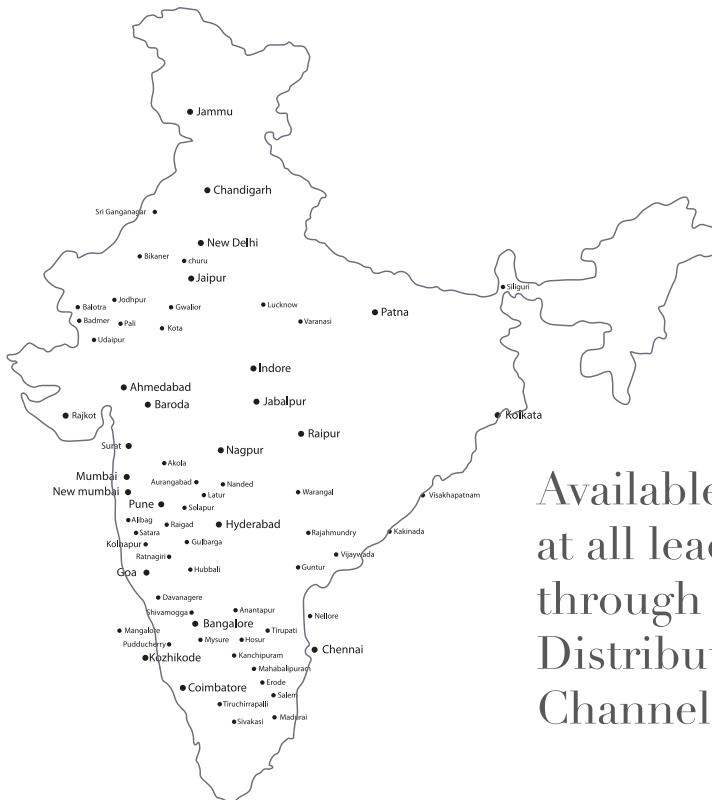 Jammu
Chandigarh
Sri Ganganagar
New Delhi
Bikaner
churu
Jaipur
Siliguri
Jodhpur
Balotra
Gwalior
Lucknow
Patna
Badmer
Pali
Kota
Varanasi
Udaipur
Indore
Ahmedabad
Baroda
Jabalpur
Rajkot
Kolkata
Raipur
Surat
Nagpur
Akola
Mumbai
Aurangabad
Nanded
New mumbai
Latur
Warangal
Visakhapatnam
Pune
Solapur
Alibag
Raigad
Hyderabad
Satara
Rajahmundry
Kakinada
Kolhapur
Gulbarga
Ratnagiri
Vijaywada
Goa
Hubbali
Guntur
Davanagere
Shivamogga
Anantapur
Nellore
Bangalore
Mangalore
Tirupati
Pudducherry
Mysure
Hosur
Chennai
Kozhikode
Kanchipuram
Mahabalipuram
Coimbatore
Erode
Salem
Tiruchirrapalli
Sivakasi
Madurai
Available
at all lea
through
Distribut
Channel